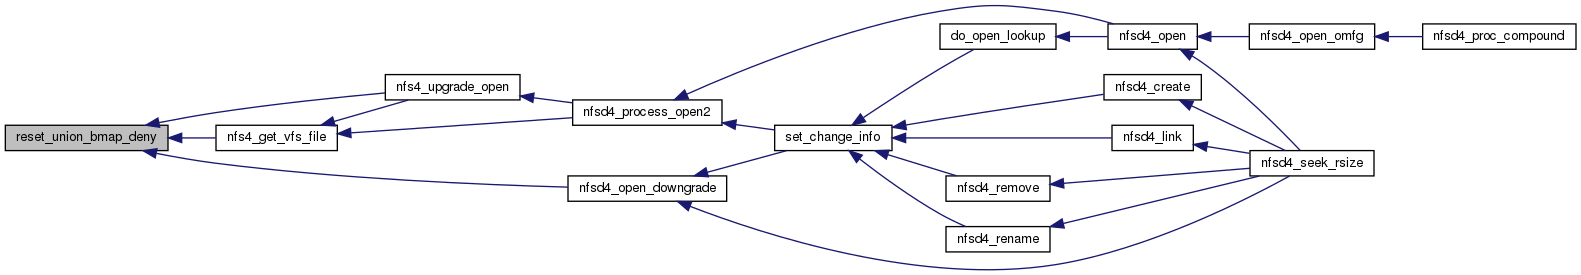 reset_union_bmap_deny
nfs4_upgrade_open
nfs4_get_vfs_file
nfsd4_process_open2
nfsd4_open_downgrade
set_change_info
do_open_lookup
nfsd4_create
nfsd4_link
nfsd4_remove
nfsd4_rename
nfsd4_open
nfsd4_seek_rsize
nfsd4_open_omfg
nfsd4_proc_compound